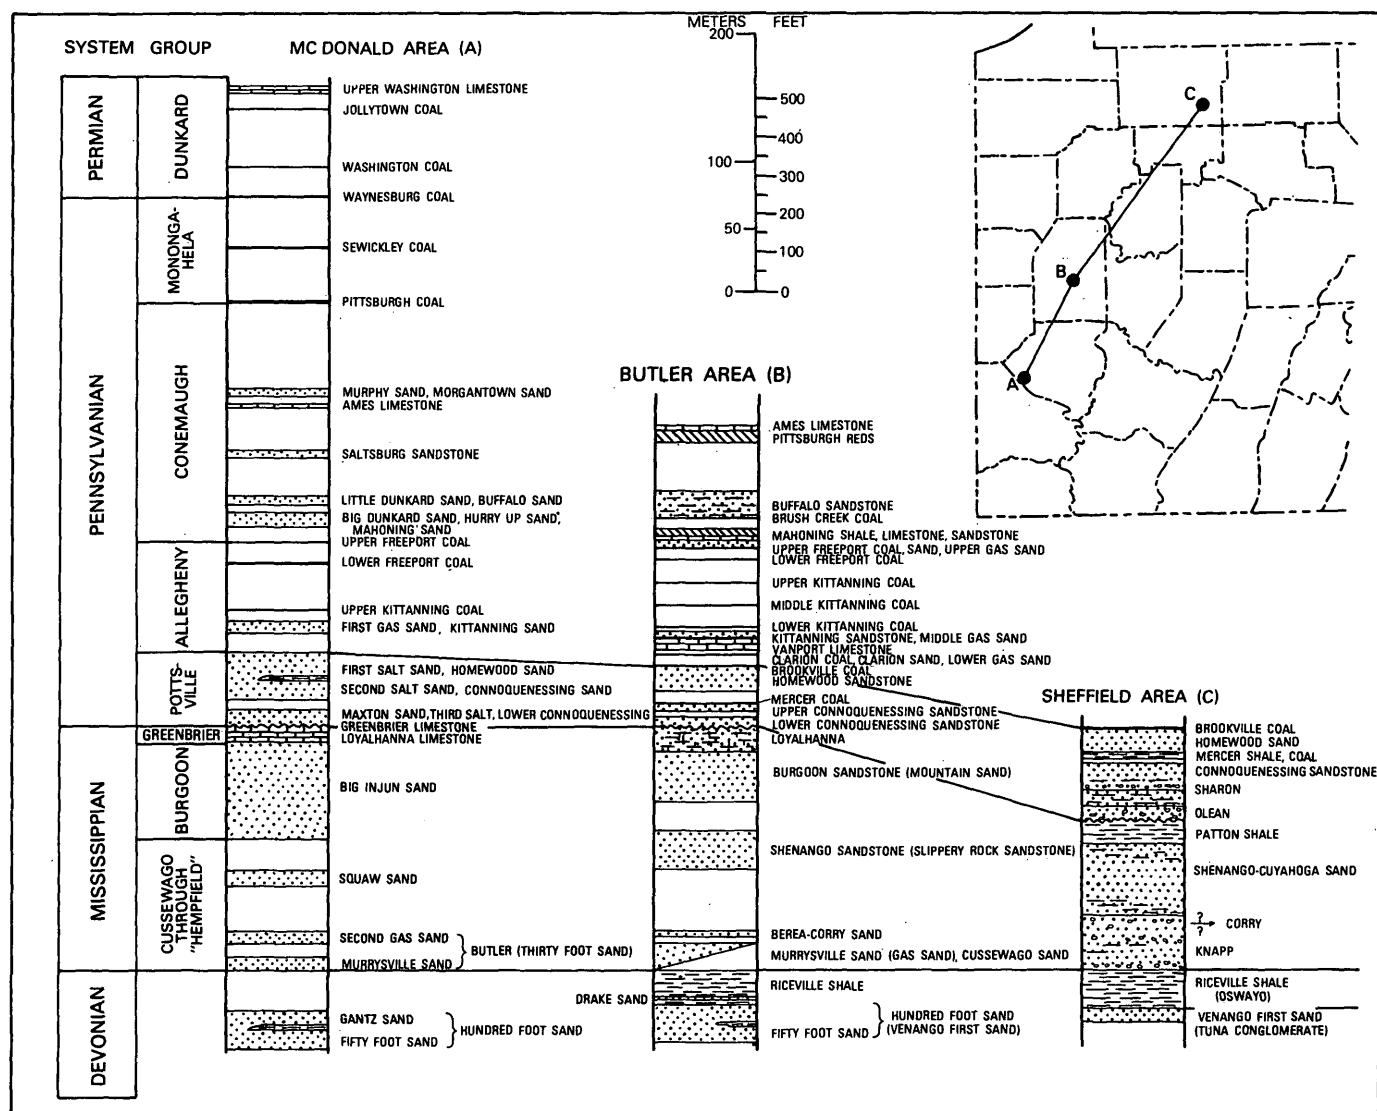 SYSTEM GROUP MC DONALD AREA (A)
METERS FEET
200
500
400
100
300
200
50
100
0 0
C
B
A
PERMIAN
PENNSYLVANIAN
MISSISSIPPIAN
DEVONIAN
DUNKARD
MONONGA-
HELA
CONEMAUGH
ALLEGHENY
POTTS-
VILLE
GREENBRIER
BURGOON
CUSSEWAGO
THROUGH
"HEMPFIELD"
UPPER WASHINGTON LIMESTONE
JOLLYTOWN COAL
WASHINGTON COAL
WAYNESBURG COAL
SEWICKLEY COAL
PITTSBURGH COAL
MURPHY SAND, MORGANTOWN SAND
AMES LIMESTONE
SALTSBURG SANDSTONE
LITTLE DUNKARD SAND, BUFFALO SAND
BIG DUNKARD SAND, HURRY UP SAND,
MAHONING SAND
UPPER FREEPORT COAL
LOWER FREEPORT COAL
UPPER KITTANNING COAL
FIRST GAS SAND, KITTANNING SAND
FIRST SALT SAND, HOMEWOOD SAND
SECOND SALT SAND, CONNOQUENESSING SAND
MAXTON SAND, THIRD SALT, LOWER CONNOQUENESSING
GREENBRIER LIMESTONE
LOYALHANNA LIMESTONE
BIG INJUN SAND
SQUAW SAND
SECOND GAS SAND
MURRYSVILLE SAND
BUTLER (THIRTY FOOT SAND)
GANTZ SAND
FIFTY FOOT SAND
HUNDRED FOOT SAND
BUTLER AREA (B)
AMES LIMESTONE
PITTSBURGH REDS
BUFFALO SANDSTONE
BRUSH CREEK COAL
MAHONING SHALE, LIMESTONE, SANDSTONE
UPPER FREEPORT COAL, SAND, UPPER GAS SAND
LOWER FREEPORT COAL
UPPER KITTANNING COAL
MIDDLE KITTANNING COAL
LOWER KITTANNING COAL
KITTANNING SANDSTONE, MIDDLE GAS SAND
VANPORT LIMESTONE
CLARION COAL, CLARION SAND, LOWER GAS SAND
BROOKVILLE COAL
HOMEWOOD SANDSTONE
MERCER COAL
UPPER CONNOQUENESSING SANDSTONE
LOWER CONNOQUENESSING SANDSTONE
LOYALHANNA
BURGOON SANDSTONE (MOUNTAIN SAND)
SHENANGO SANDSTONE (SLIPPERY ROCK SANDSTONE)
BEREA-CORRY SAND
MURRYSVILLE SAND (GAS SAND), CUSSEWAGO SAND
RICEVILLE SHALE
DRAKE SAND
FIFTY FOOT SAND
HUNDRED FOOT SAND
(VENANGO FIRST SAND)
SHEFFIELD AREA (C)
BROOKVILLE COAL
HOMEWOOD SAND
MERCER SHALE, COAL
CONNOQUENESSING SANDSTONE
SHARON
OLEAN
PATTON SHALE
SHENANGO-CUYAHOGA SAND
?
?
CORRY
KNAPP
RICEVILLE SHALE
(OSWAYO)
VENANGO FIRST SAND
(TUNA CONGLOMERATE)